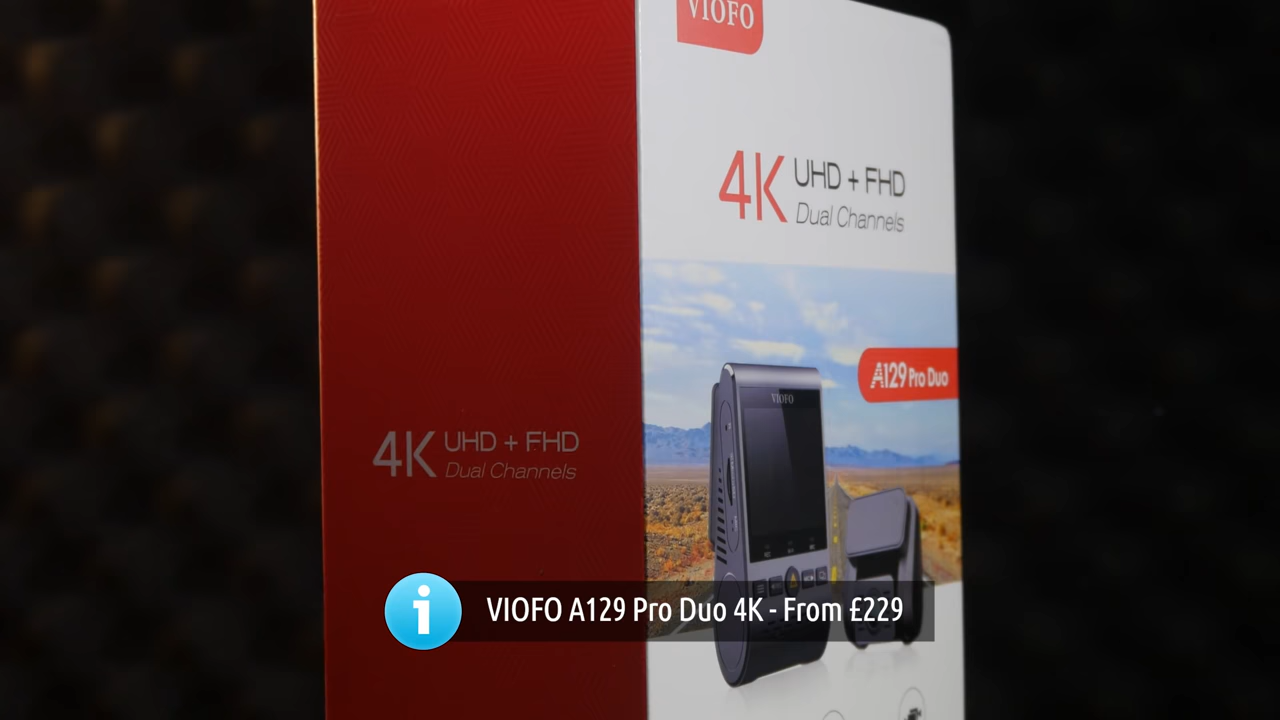 VIOFO
4K UHD + FHD
Dual Channels
A129 Pro Duo
VIOFO
4K UHD + FHD
Dual Channels
i VIOFO A129 Pro Duo 4K - From £229